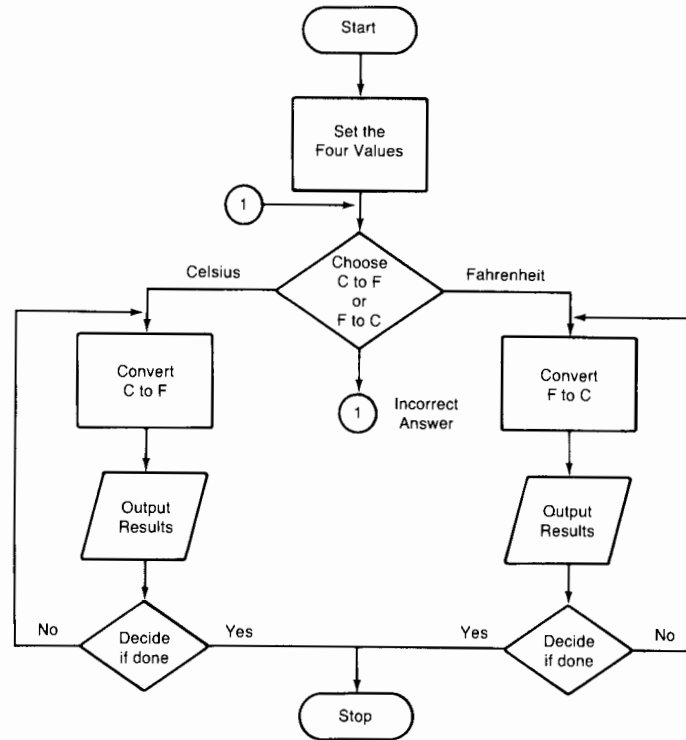 Start
Set the
Four Values
1
Celsius
Choose
C to F
or
F to C
Fahrenheit
Convert
C to F
1
Incorrect
Answer
Convert
F to C
Output
Results
Output
Results
No
Decide
if done
Yes
Yes
Decide
if done
No
Stop